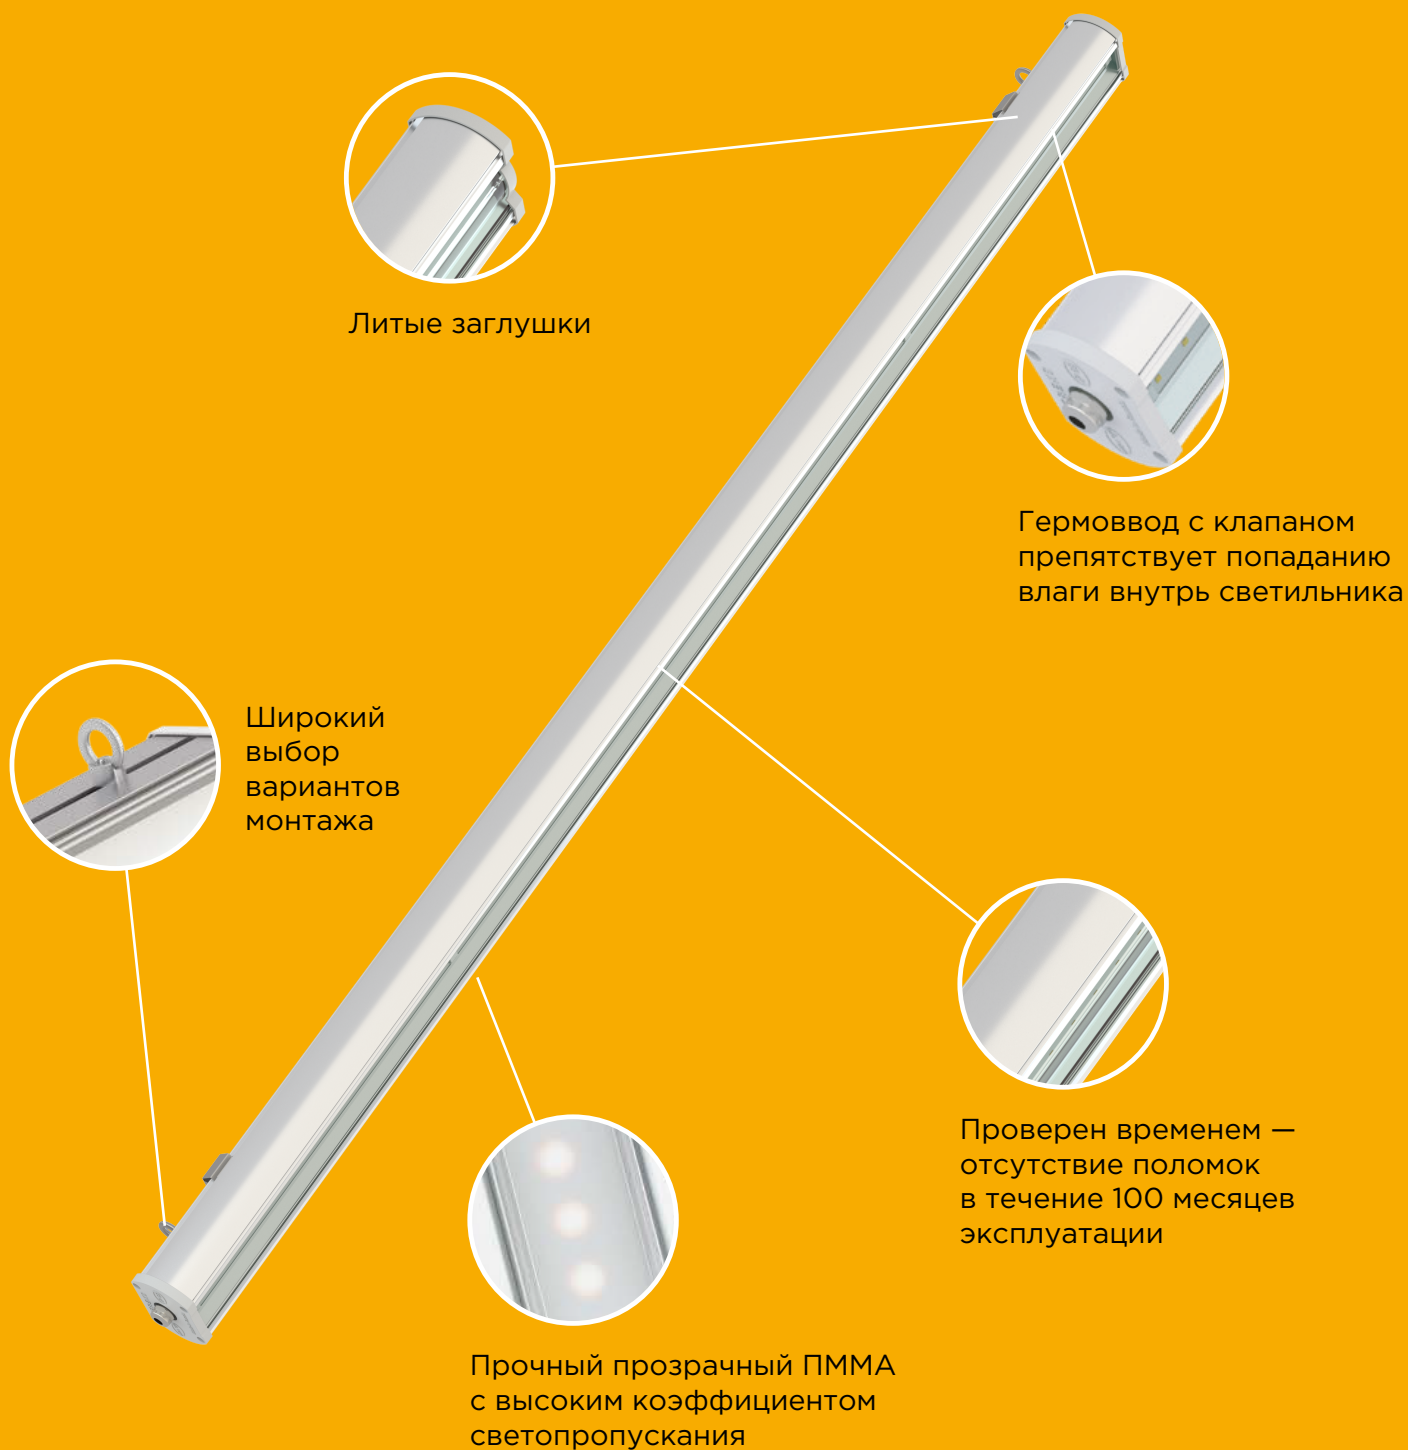 Литые заглушки
Гермоввод с клапаном
препятствует попаданию
влаги внутрь светильника
Широкий
выбор
вариантов
монтажа
Проверен временем —
отсутствие поломок
в течение 100 месяцев
эксплуатации
Прочный прозрачный ПММА
с высоким коэффициентом
светопропускания